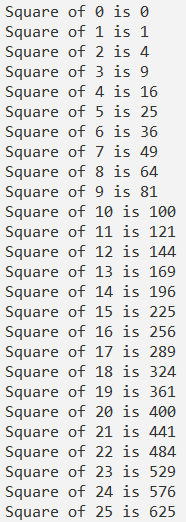 Square of 0 is 0
Square of 1 is 1
Square of 2 is 4
Square of 3 is 9
Square of 4 is 16
Square of 5 is 25
Square of 6 is 36
Square of 7 is 49
Square of 8 is 64
Square of 9 is 81
Square of 10 is 100
Square of 11 is 121
Square of 12 is 144
Square of 13 is 169
Square of 14 is 196
Square of 15 is 225
Square of 16 is 256
Square of 17 is 289
Square of 18 is 324
Square of 19 is 361
Square of 20 is 400
Square of 21 is 441
Square of 22 is 484
Square of 23 is 529
Square of 24 is 576
Square of 25 is 625